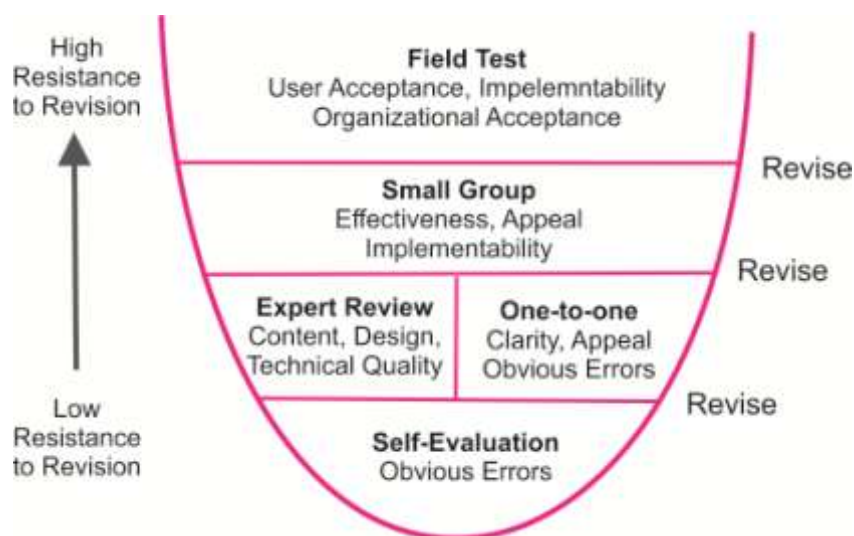 High
Resistance
to Revision
Field Test
User Acceptance, Impelemntability
Organizational Acceptance
Revise
Small Group
Effectiveness, Appeal
Implementability
Revise
Expert Review
Content, Design,
Technical Quality
One-to-one
Clarity, Appeal
Obvious Errors
Revise
Low
Resistance
to Revision
Self-Evaluation
Obvious Errors